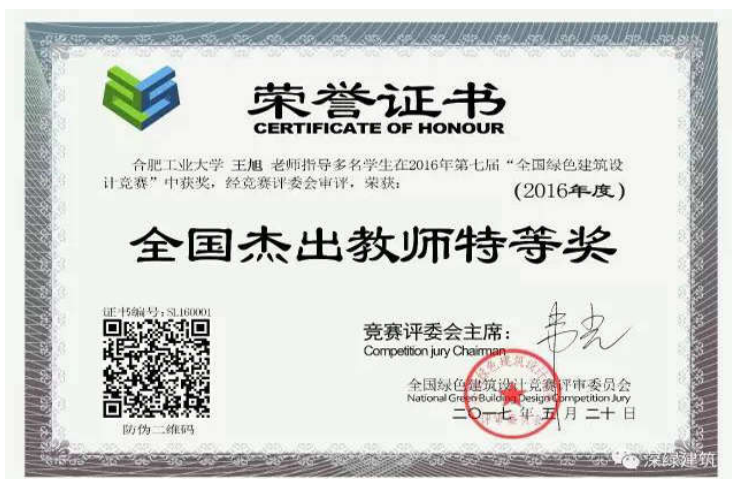 荣誉证书
CERTIFICATE OF HONOUR
合肥工业大学 王旭 老师指导多名学生在2016年第七届“全国绿色建筑设
计竞赛”中获奖，经竞赛评委会审评，荣获：
(2016年度)
全国杰出教师特等奖
证书编号：SL160001
防伪二维码
竞赛评委会主席：
Competition jury Chairman
全国绿色建筑设计竞赛评审委员会
National Green Building Design Competition Jury
二〇一七 年 五 月 二十 日
深绿建筑